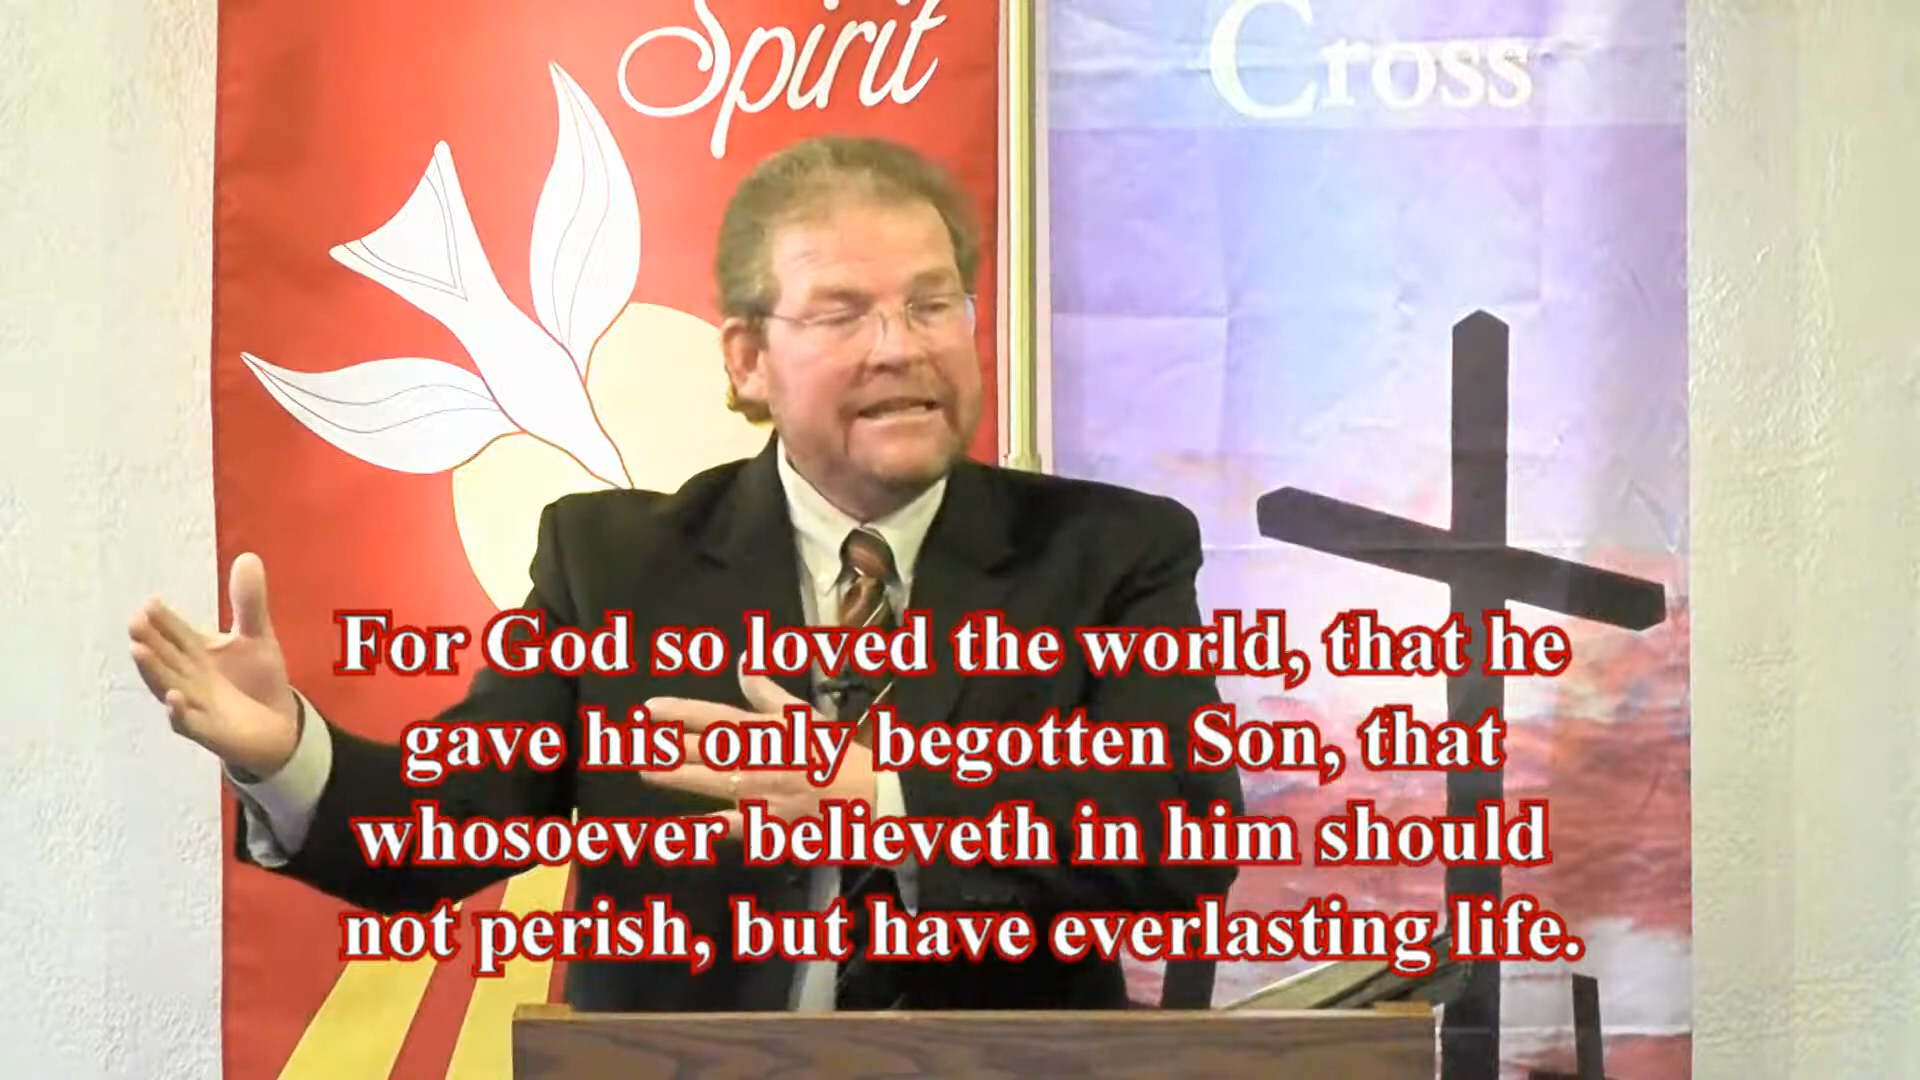 Spirit
Cross
For God so loved the world, that he
gave his only begotten Son, that
whosoever believeth in him should
not perish, but have everlasting life.